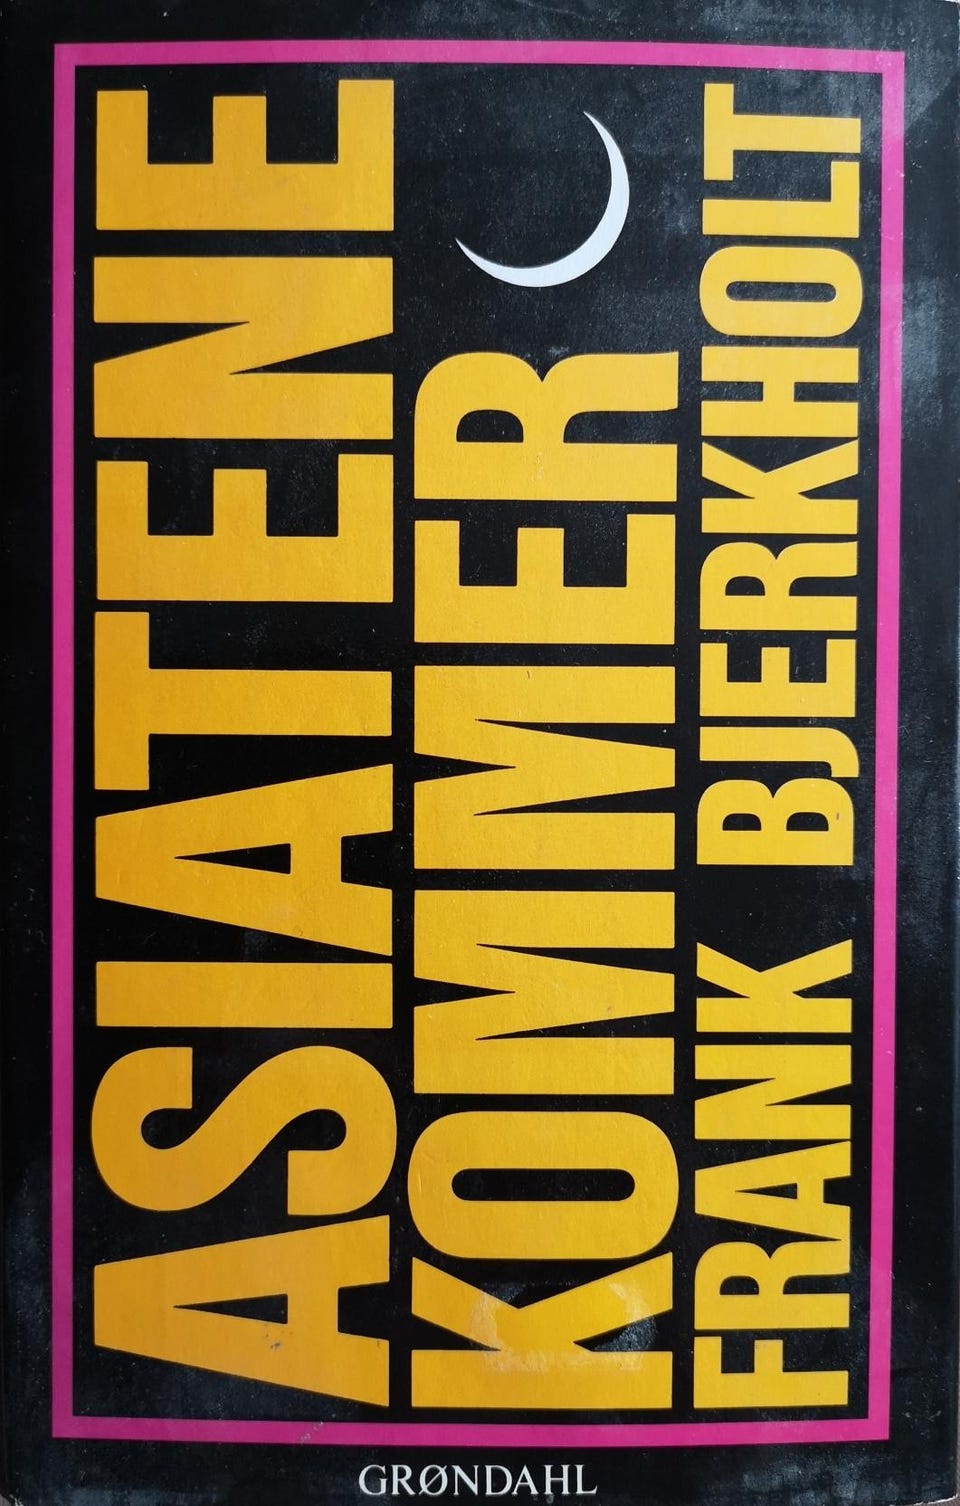 ASIATENE
KOMMER
FRANK BJERKHOLT
GRØNDAHL